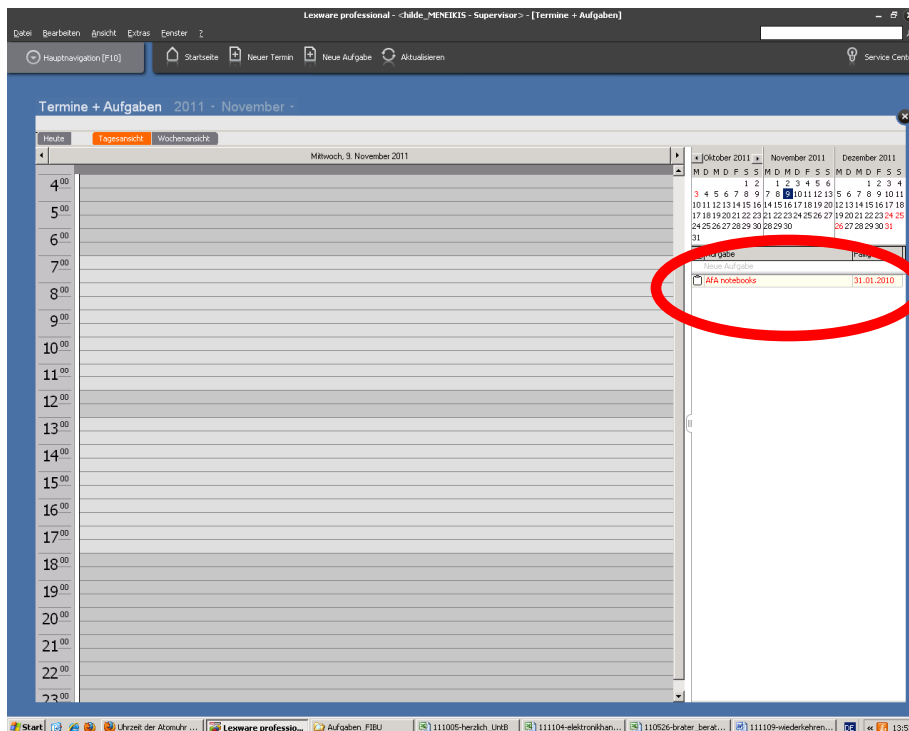 Lexware professional - <hilde_MENEIKIS - Supervisor> - [Termine + Aufgaben]
Datei Bearbeiten Ansicht Extras Fenster ?
Hauptnavigation [F10] Startseite Neuer Termin Neue Aufgabe Aktualisieren Service Cente
Termine + Aufgaben 2011 · November ·
Heute Tagesansicht Wochenansicht
Mittwoch, 9. November 2011
Oktober 2011 November 2011 Dezember 2011
M D M D F S S M D M D F S S M D M D F S S
1 2 1 2 3 4 5 6 1 2 3 4
3 4 5 6 7 8 9 7 8 9 10 11 12 13 5 6 7 8 9 10 11
10 11 12 13 14 15 16 14 15 16 17 18 19 20 12 13 14 15 16 17 18
17 18 19 20 21 22 23 21 22 23 24 25 26 27 19 20 21 22 23 24 25
24 25 26 27 28 29 30 28 29 30 26 27 28 29 30 31
31
Aufgabe
Neue Aufgabe
AfA notebooks 31.01.2010
4 00
5 00
6 00
7 00
8 00
9 00
10 00
11 00
12 00
13 00
14 00
15 00
16 00
17 00
18 00
19 00
20 00
21 00
22 00
23 00
Start Uhrzeit der Atomuhr ... Lexware professio... Aufgaben_FIBU 111005-herzlich_UntB 111104-elektronikhan... 110526-brater_berat... 111109-wiederkehren... DE « 13:5